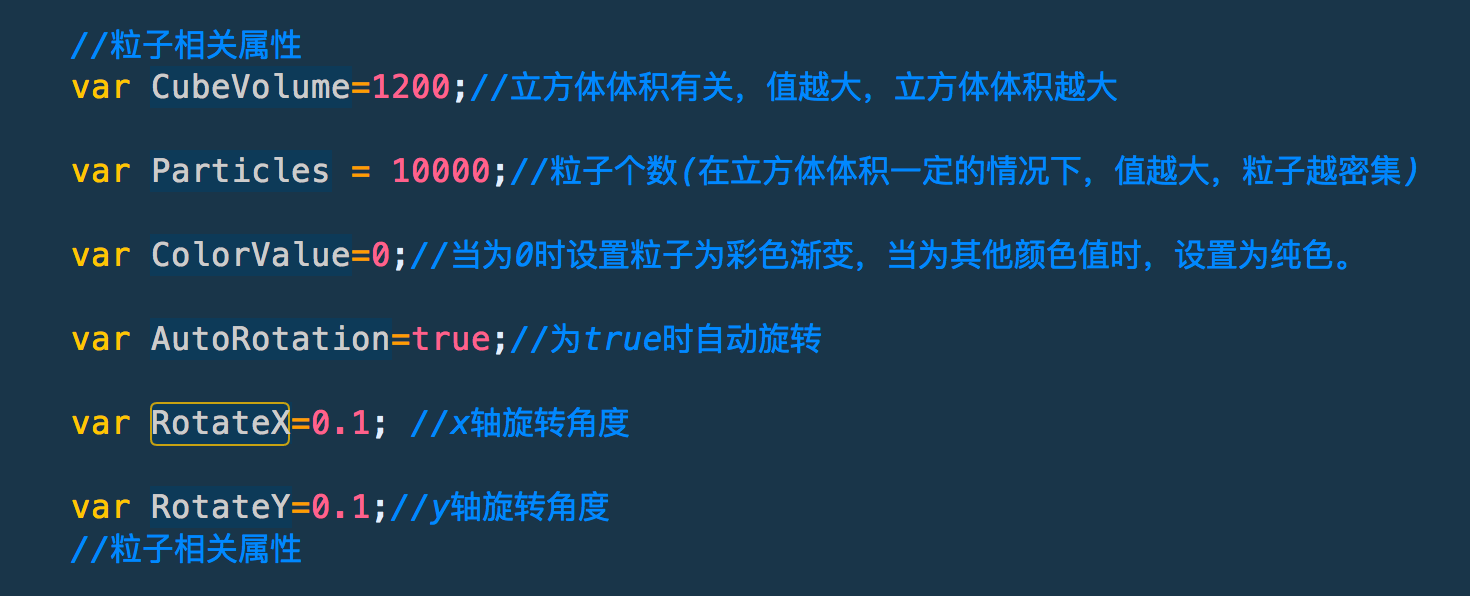 //粒子相关属性
var CubeVolume=1200;//立方体体积有关，值越大，立方体体积越大
var Particles = 10000;//粒子个数(在立方体体积一定的情况下，值越大，粒子越密集)
var ColorValue=0;//当为0时设置粒子为彩色渐变，当为其他颜色值时，设置为纯色。
var AutoRotation=true;//为true时自动旋转
var RotateX=0.1; //x轴旋转角度
var RotateY=0.1;//y轴旋转角度
//粒子相关属性